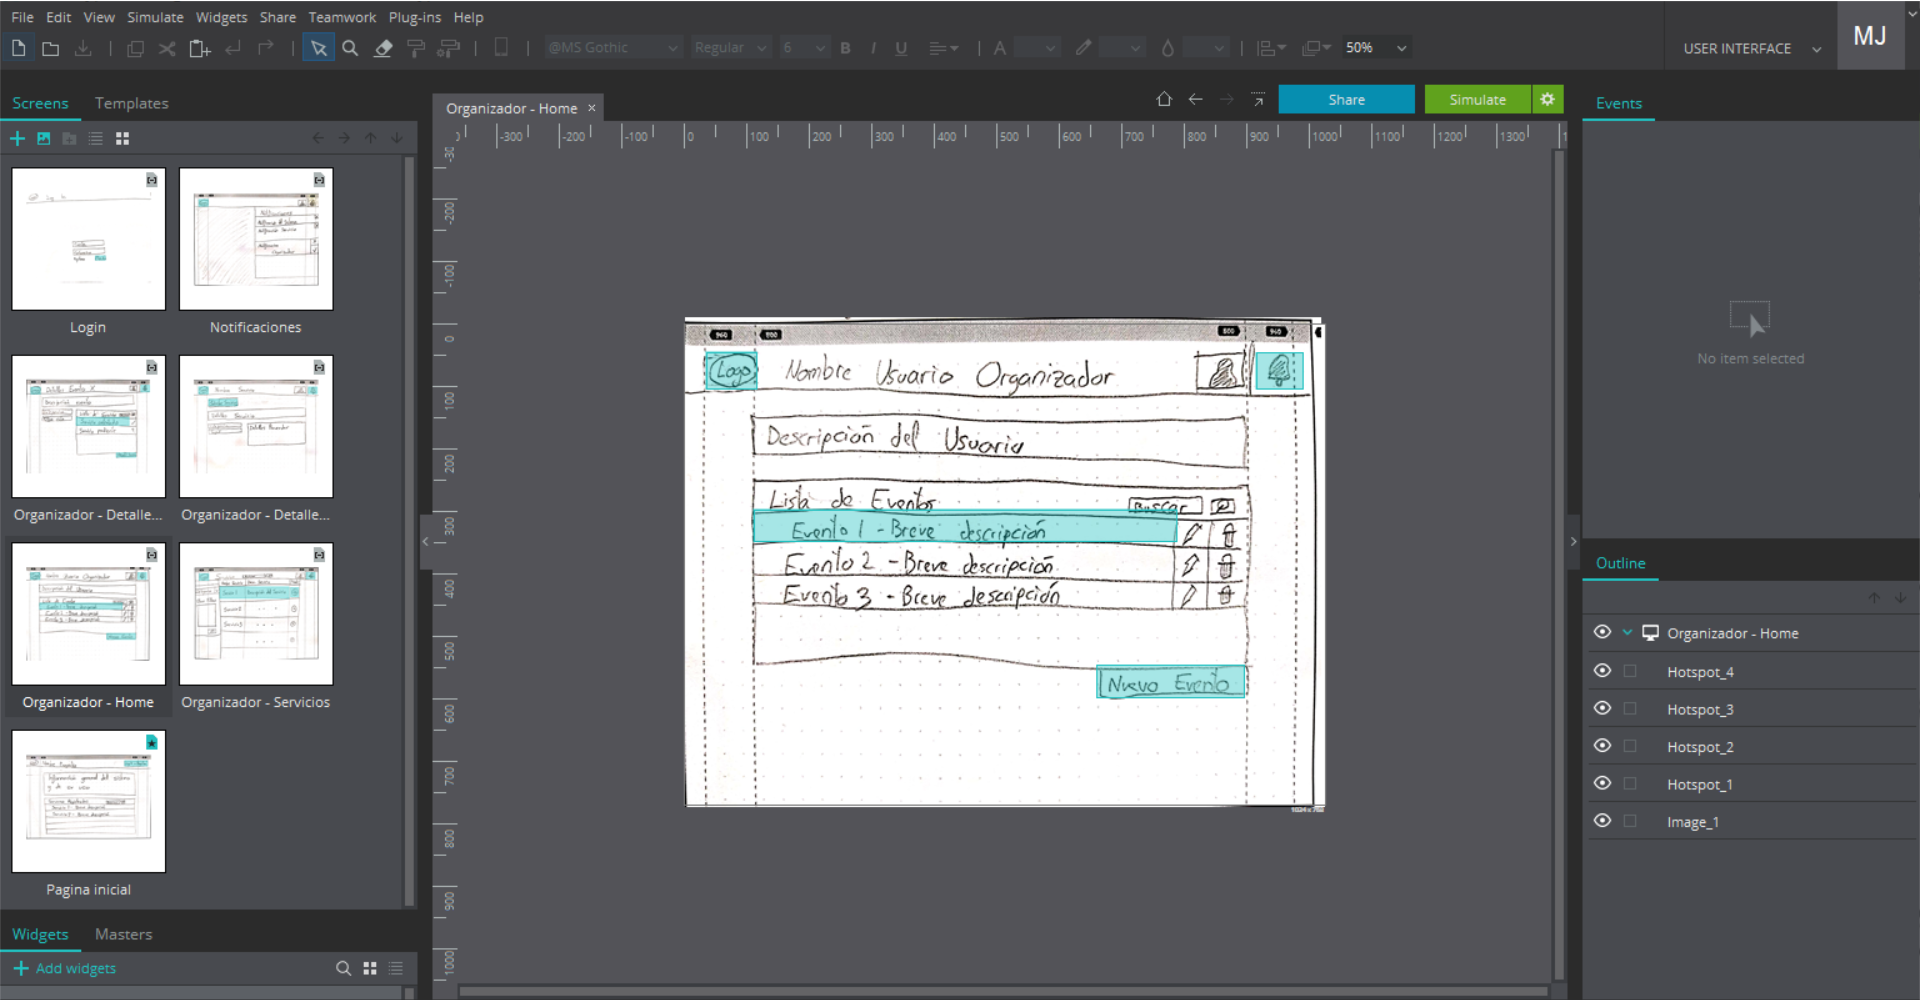 File Edit View Simulate Widgets Share Teamwork Plug-ins Help
@MS Gothic Regular 6 B I U A 50% USER INTERFACE MJ
Screens Templates
Organizador - Home × Share Simulate Events
-300 -200 -100 0 100 200 300 400 500 600 700 800 900 1000 1100 1200 1300
-200 -100 0 100 200 300 400 500 600 700 800 900 1000
Login Notificaciones
Organizador - Detalle... Organizador - Detalle...
Organizador - Home Organizador - Servicios
Pagina inicial
Widgets Masters
Add widgets
960 800 800 960
Logo Nombre Usuario Organizador
Descripción del Usuario
Lista de Eventos Buscar
Evento 1 - Breve descripción
Evento 2 - Breve descripción
Evento 3 - Breve descripción
Nuevo Evento
No item selected
Outline
Organizador - Home
Hotspot_4
Hotspot_3
Hotspot_2
Hotspot_1
Image_1